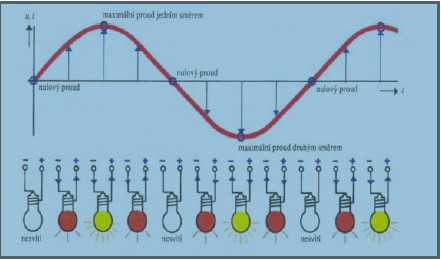 u, i
maximální proud jedním směrem
nulový proud
nulový proud
nulový proud
t
maximální proud druhým směrem
- + - + - + - + - + - + - + - + - + - + - +
nesvítí
nesvítí
nesvítí